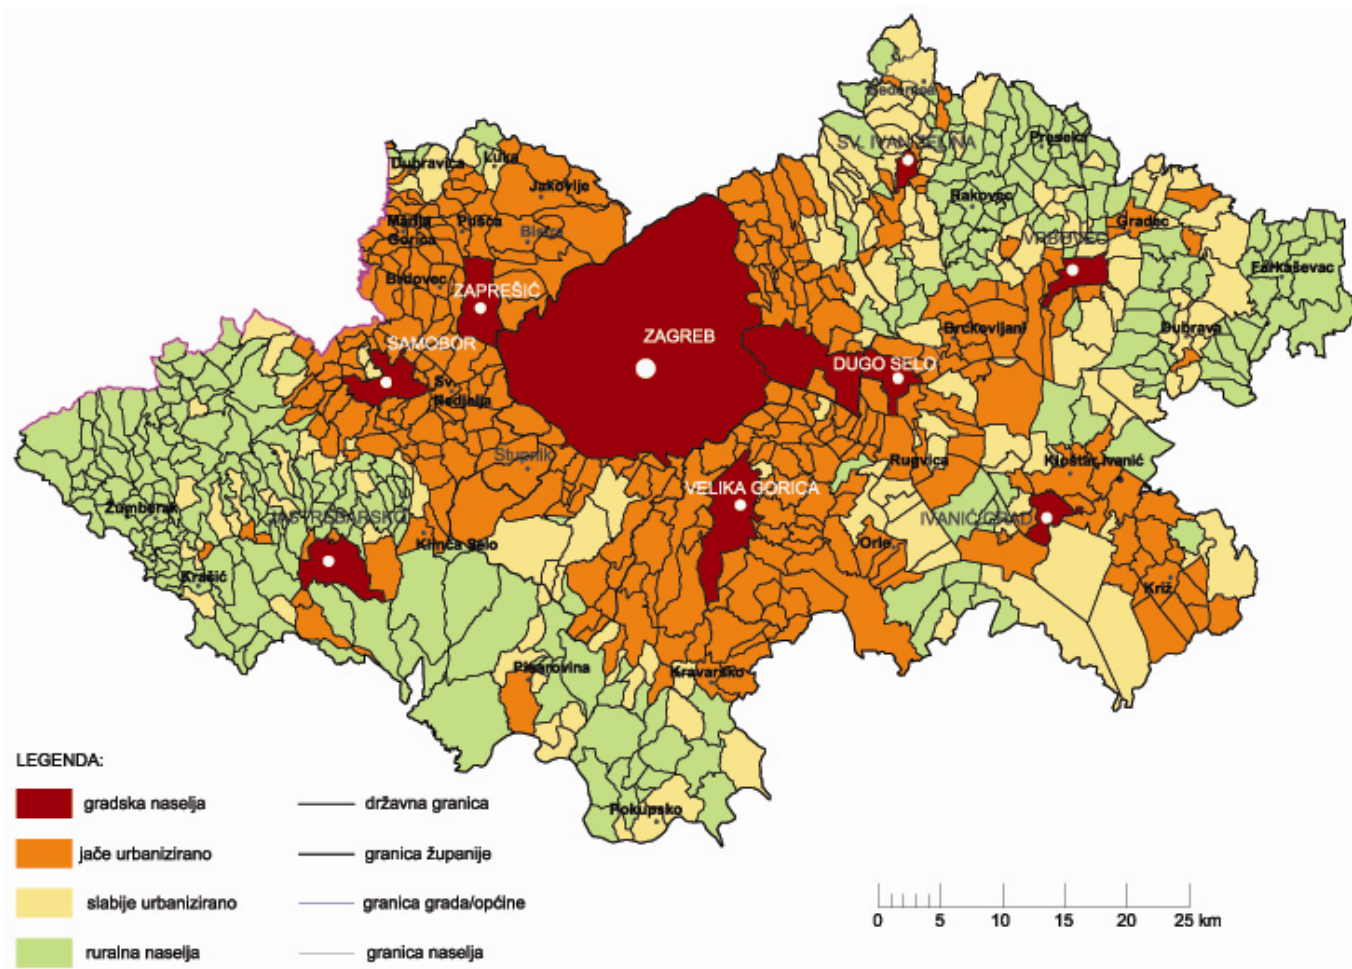 Bedenica
SV. IVAN ZELINA
Preseka
Dubravica
Luka
Jakovlje
Rakovec
Marija
Gorica
Pušća
Bistra
Gradec
VRBOVEC
Brdovec
ZAPREŠIĆ
Farkaševac
SAMOBOR
ZAGREB
Brckovljani
Dubrava
DUGO SELO
Sv.
Nedjelja
Stupnik
Rugvica
Kloštar Ivanić
VELIKA GORICA
Žumberak
JASTREBARSKO
IVANIĆ GRAD
Klinča Selo
Orle
Krašić
Križ
Pisarovina
Kravarsko
Pokupsko
LEGENDA:
gradska naselja
državna granica
jače urbanizirano
granica županije
slabije urbanizirano
granica grada/općine
ruralna naselja
granica naselja
0 5 10 15 20 25 km